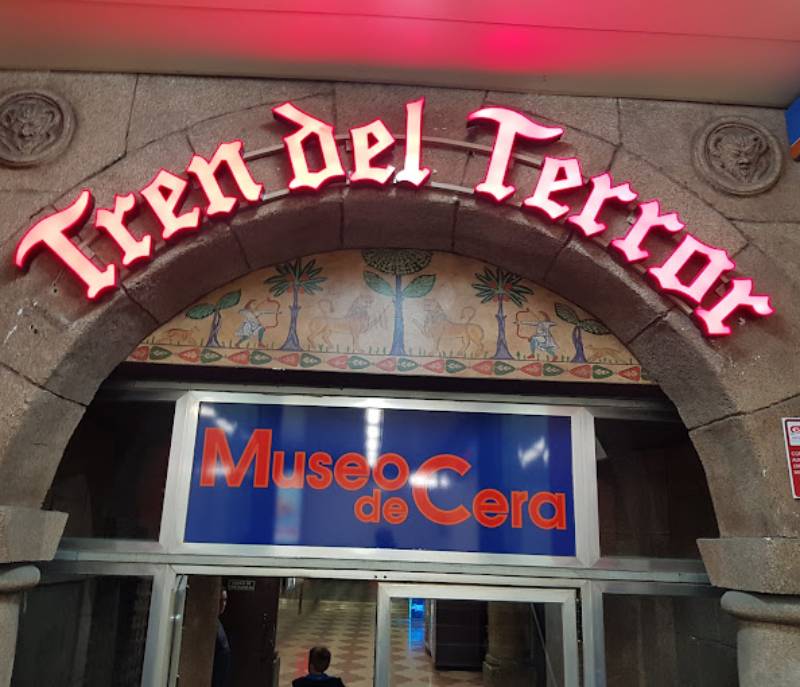 Tren del Terror
Museo
de Cera